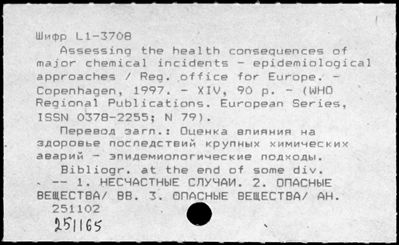 Шифр L1-3708
Assessing the health consequences of
major chemical incidents - epidemiological
approaches / Reg. office for Europe. -
Copenhagen, 1997. - XIV, 90 p. - (WHO
Regional Publications. European Series,
ISSN 0378-2255; N 79).
Перевод загл.: Оценка влияния на
здоровье последствий крупных химических
аварий - эпидемиологические подходы.
Bibliogr. at the end of some div.
-- 1. НЕСЧАСТНЫЕ СЛУЧАИ. 2. ОПАСНЫЕ
ВЕЩЕСТВА/ ВВ. 3. ОПАСНЫЕ ВЕЩЕСТВА/ АН.
251102
251165